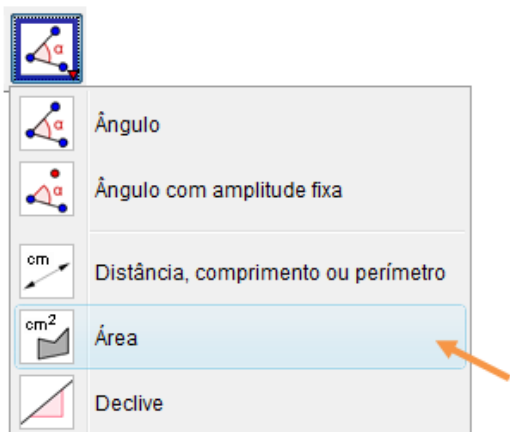 α
α
Ângulo
α
Ângulo com amplitude fixa
cm
Distância, comprimento ou perímetro
cm²
Área
Declive